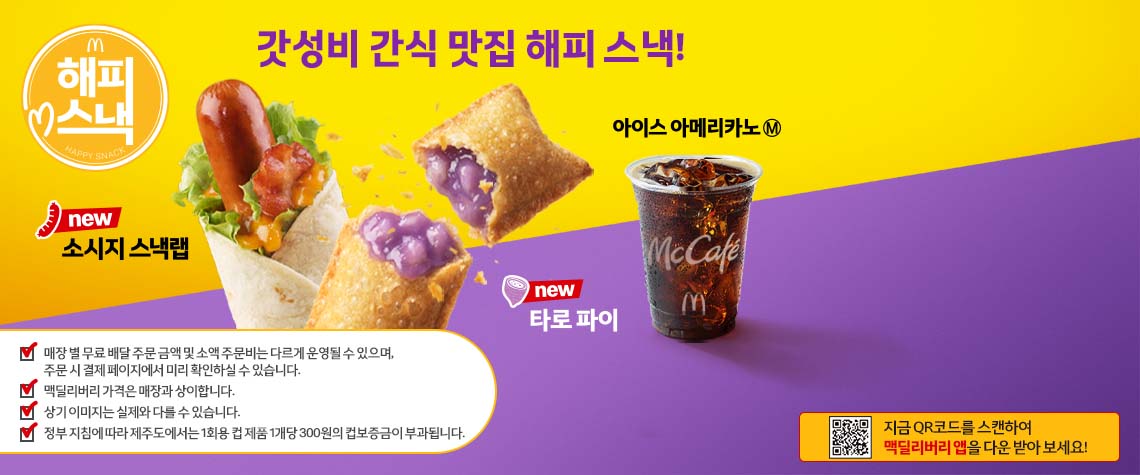 해피
스낵
HAPPY SNACK
갓성비 간식 맛집 해피 스낵!
new
소시지 스낵랩
new
타로 파이
아이스 아메리카노 Ⓜ
McCafé
매장 별 무료 배달 주문 금액 및 소액 주문비는 다르게 운영될 수 있으며,
주문 시 결제 페이지에서 미리 확인하실 수 있습니다.
맥딜리버리 가격은 매장과 상이합니다.
상기 이미지는 실제와 다를 수 있습니다.
정부 지침에 따라 제주도에서는 1회용 컵 제품 1개당 300원의 컵보증금이 부과됩니다.
지금 QR코드를 스캔하여
맥딜리버리 앱을 다운 받아 보세요!